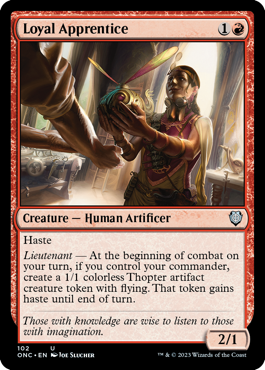 Loyal Apprentice 1
Creature — Human Artificer
Haste
Lieutenant — At the beginning of combat on
your turn, if you control your commander,
create a 1/1 colorless Thopter artifact
creature token with flying. That token gains
haste until end of turn.
Those with knowledge are wise to listen to those
with imagination.
2/1
102 U
ONC • EN Joe Slucher
™ & © 2023 Wizards of the Coast